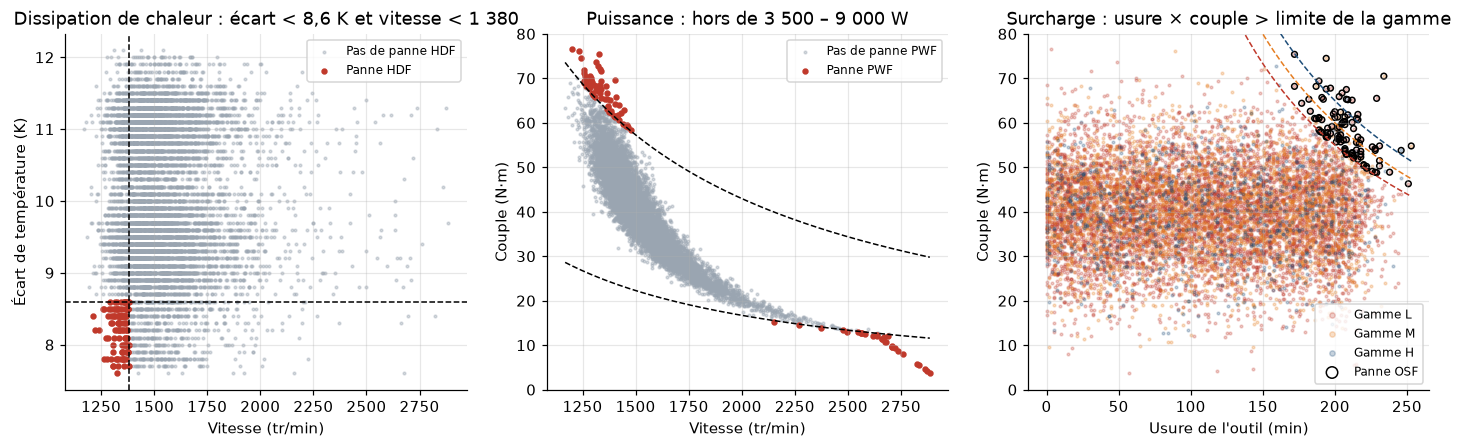 Dissipation de chaleur : écart < 8,6 K et vitesse < 1 380
12
11
10
9
8
1250 1500 1750 2000 2250 2500 2750
Écart de température (K)
Vitesse (tr/min)
Pas de panne HDF
Panne HDF
Puissance : hors de 3 500 – 9 000 W
80
70
60
50
40
30
20
10
0
1250 1500 1750 2000 2250 2500 2750
Couple (N·m)
Vitesse (tr/min)
Pas de panne PWF
Panne PWF
Surcharge : usure × couple > limite de la gamme
80
70
60
50
40
30
20
10
0
0 50 100 150 200 250
Couple (N·m)
Usure de l'outil (min)
Gamme L
Gamme M
Gamme H
Panne OSF